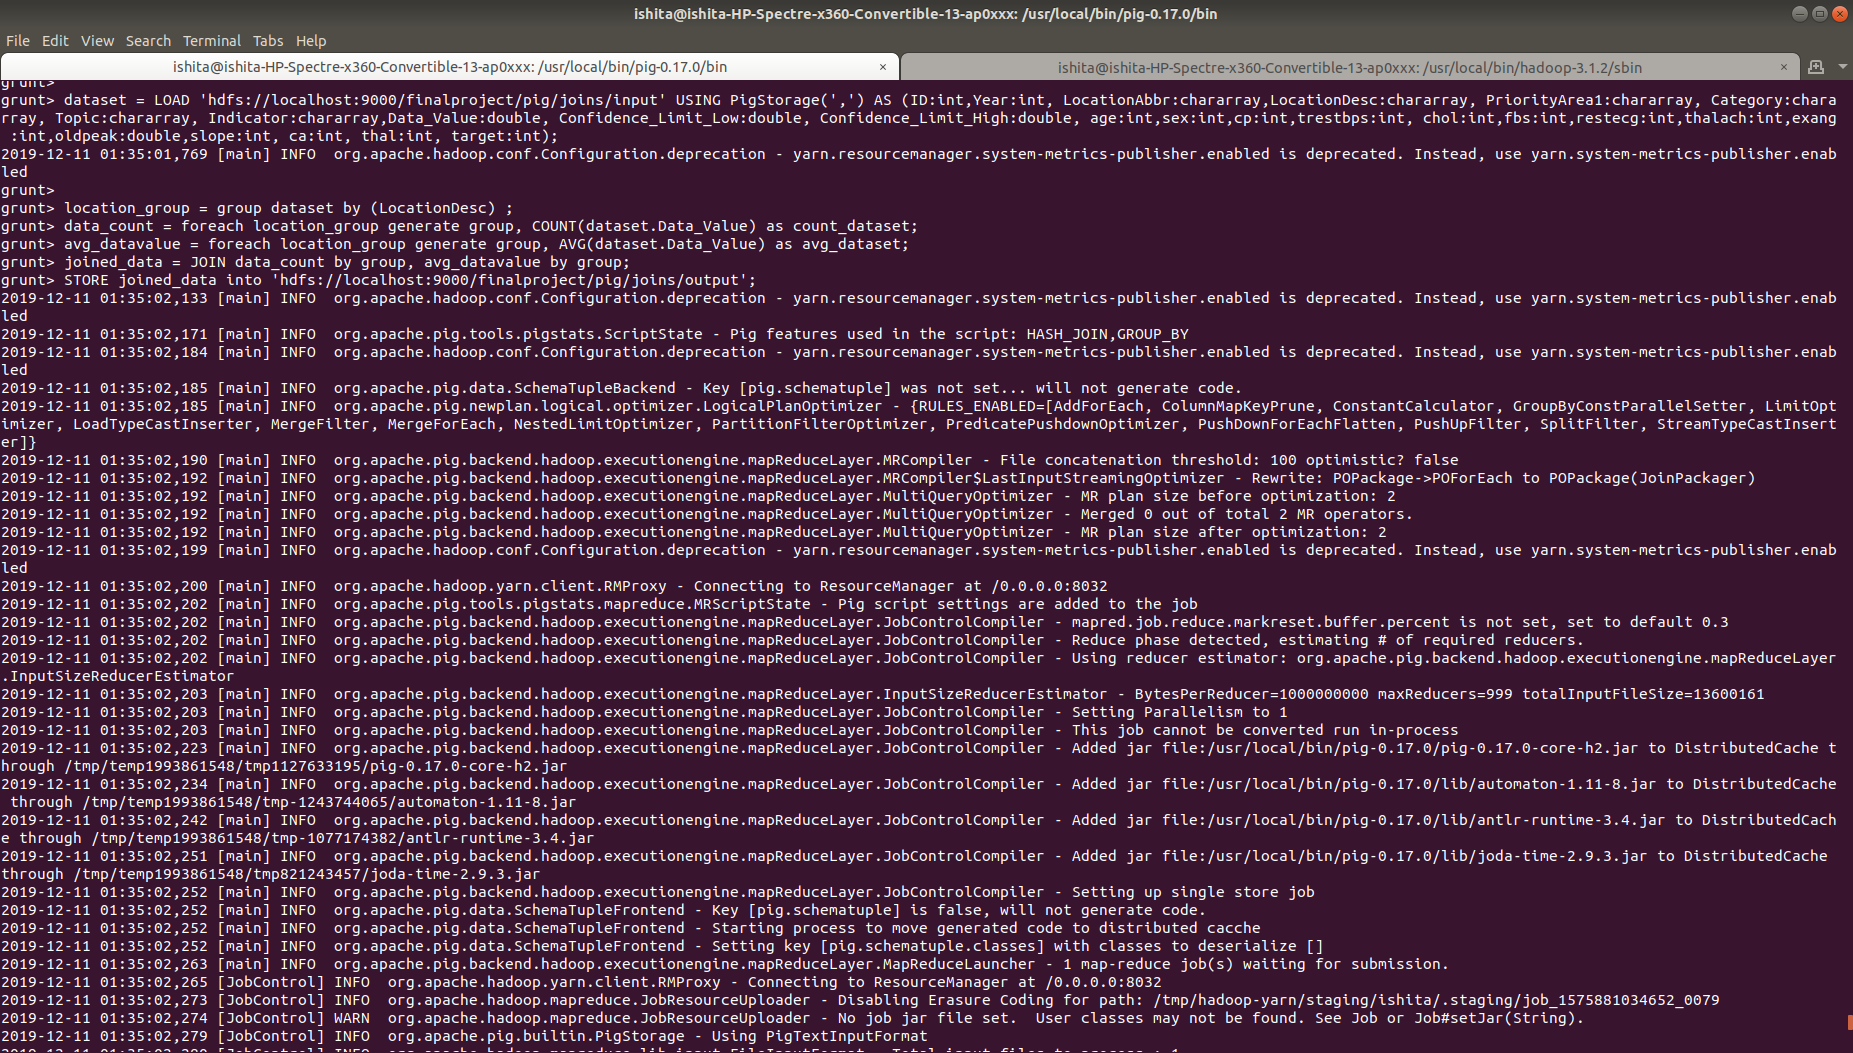 ishita@ishita-HP-Spectre-x360-Convertible-13-ap0xxx: /usr/local/bin/pig-0.17.0/bin
File Edit View Search Terminal Tabs Help
ishita@ishita-HP-Spectre-x360-Convertible-13-ap0xxx: /usr/local/bin/pig-0.17.0/bin × ishita@ishita-HP-Spectre-x360-Convertible-13-ap0xxx: /usr/local/bin/hadoop-3.1.2/sbin ×
grunt>
grunt> dataset = LOAD 'hdfs://localhost:9000/finalproject/pig/joins/input' USING PigStorage(',') AS (ID:int,Year:int, LocationAbbr:chararray,LocationDesc:chararray, PriorityArea1:chararray, Category:chara
rray, Topic:chararray, Indicator:chararray,Data_Value:double, Confidence_Limit_Low:double, Confidence_Limit_High:double, age:int,sex:int,cp:int,trestbps:int, chol:int,fbs:int,restecg:int,thalach:int,exang
 :int,oldpeak:double,slope:int, ca:int, thal:int, target:int);
2019-12-11 01:35:01,769 [main] INFO  org.apache.hadoop.conf.Configuration.deprecation - yarn.resourcemanager.system-metrics-publisher.enabled is deprecated. Instead, use yarn.system-metrics-publisher.enab
led
grunt>
grunt> location_group = group dataset by (LocationDesc) ;
grunt> data_count = foreach location_group generate group, COUNT(dataset.Data_Value) as count_dataset;
grunt> avg_datavalue = foreach location_group generate group, AVG(dataset.Data_Value) as avg_dataset;
grunt> joined_data = JOIN data_count by group, avg_datavalue by group;
grunt> STORE joined_data into 'hdfs://localhost:9000/finalproject/pig/joins/output';
2019-12-11 01:35:02,133 [main] INFO  org.apache.hadoop.conf.Configuration.deprecation - yarn.resourcemanager.system-metrics-publisher.enabled is deprecated. Instead, use yarn.system-metrics-publisher.enab
led
2019-12-11 01:35:02,171 [main] INFO  org.apache.pig.tools.pigstats.ScriptState - Pig features used in the script: HASH_JOIN,GROUP_BY
2019-12-11 01:35:02,184 [main] INFO  org.apache.hadoop.conf.Configuration.deprecation - yarn.resourcemanager.system-metrics-publisher.enabled is deprecated. Instead, use yarn.system-metrics-publisher.enab
led
2019-12-11 01:35:02,185 [main] INFO  org.apache.pig.data.SchemaTupleBackend - Key [pig.schematuple] was not set... will not generate code.
2019-12-11 01:35:02,185 [main] INFO  org.apache.pig.newplan.logical.optimizer.LogicalPlanOptimizer - {RULES_ENABLED=[AddForEach, ColumnMapKeyPrune, ConstantCalculator, GroupByConstParallelSetter, LimitOpt
imizer, LoadTypeCastInserter, MergeFilter, MergeForEach, NestedLimitOptimizer, PartitionFilterOptimizer, PredicatePushdownOptimizer, PushDownForEachFlatten, PushUpFilter, SplitFilter, StreamTypeCastInsert
er]}
2019-12-11 01:35:02,190 [main] INFO  org.apache.pig.backend.hadoop.executionengine.mapReduceLayer.MRCompiler - File concatenation threshold: 100 optimistic? false
2019-12-11 01:35:02,192 [main] INFO  org.apache.pig.backend.hadoop.executionengine.mapReduceLayer.MRCompiler$LastInputStreamingOptimizer - Rewrite: POPackage->POForEach to POPackage(JoinPackager)
2019-12-11 01:35:02,192 [main] INFO  org.apache.pig.backend.hadoop.executionengine.mapReduceLayer.MultiQueryOptimizer - MR plan size before optimization: 2
2019-12-11 01:35:02,192 [main] INFO  org.apache.pig.backend.hadoop.executionengine.mapReduceLayer.MultiQueryOptimizer - Merged 0 out of total 2 MR operators.
2019-12-11 01:35:02,192 [main] INFO  org.apache.pig.backend.hadoop.executionengine.mapReduceLayer.MultiQueryOptimizer - MR plan size after optimization: 2
2019-12-11 01:35:02,199 [main] INFO  org.apache.hadoop.conf.Configuration.deprecation - yarn.resourcemanager.system-metrics-publisher.enabled is deprecated. Instead, use yarn.system-metrics-publisher.enab
led
2019-12-11 01:35:02,200 [main] INFO  org.apache.hadoop.yarn.client.RMProxy - Connecting to ResourceManager at /0.0.0.0:8032
2019-12-11 01:35:02,202 [main] INFO  org.apache.pig.tools.pigstats.mapreduce.MRScriptState - Pig script settings are added to the job
2019-12-11 01:35:02,202 [main] INFO  org.apache.pig.backend.hadoop.executionengine.mapReduceLayer.JobControlCompiler - mapred.job.reduce.markreset.buffer.percent is not set, set to default 0.3
2019-12-11 01:35:02,202 [main] INFO  org.apache.pig.backend.hadoop.executionengine.mapReduceLayer.JobControlCompiler - Reduce phase detected, estimating # of required reducers.
2019-12-11 01:35:02,202 [main] INFO  org.apache.pig.backend.hadoop.executionengine.mapReduceLayer.JobControlCompiler - Using reducer estimator: org.apache.pig.backend.hadoop.executionengine.mapReduceLayer
.InputSizeReducerEstimator
2019-12-11 01:35:02,203 [main] INFO  org.apache.pig.backend.hadoop.executionengine.mapReduceLayer.InputSizeReducerEstimator - BytesPerReducer=1000000000 maxReducers=999 totalInputFileSize=13600161
2019-12-11 01:35:02,203 [main] INFO  org.apache.pig.backend.hadoop.executionengine.mapReduceLayer.JobControlCompiler - Setting Parallelism to 1
2019-12-11 01:35:02,203 [main] INFO  org.apache.pig.backend.hadoop.executionengine.mapReduceLayer.JobControlCompiler - This job cannot be converted run in-process
2019-12-11 01:35:02,223 [main] INFO  org.apache.pig.backend.hadoop.executionengine.mapReduceLayer.JobControlCompiler - Added jar file:/usr/local/bin/pig-0.17.0/pig-0.17.0-core-h2.jar to DistributedCache t
hrough /tmp/temp1993861548/tmp1127633195/pig-0.17.0-core-h2.jar
2019-12-11 01:35:02,234 [main] INFO  org.apache.pig.backend.hadoop.executionengine.mapReduceLayer.JobControlCompiler - Added jar file:/usr/local/bin/pig-0.17.0/lib/automaton-1.11-8.jar to DistributedCache
 through /tmp/temp1993861548/tmp-1243744065/automaton-1.11-8.jar
2019-12-11 01:35:02,242 [main] INFO  org.apache.pig.backend.hadoop.executionengine.mapReduceLayer.JobControlCompiler - Added jar file:/usr/local/bin/pig-0.17.0/lib/antlr-runtime-3.4.jar to DistributedCach
e through /tmp/temp1993861548/tmp-1077174382/antlr-runtime-3.4.jar
2019-12-11 01:35:02,251 [main] INFO  org.apache.pig.backend.hadoop.executionengine.mapReduceLayer.JobControlCompiler - Added jar file:/usr/local/bin/pig-0.17.0/lib/joda-time-2.9.3.jar to DistributedCache
through /tmp/temp1993861548/tmp821243457/joda-time-2.9.3.jar
2019-12-11 01:35:02,252 [main] INFO  org.apache.pig.backend.hadoop.executionengine.mapReduceLayer.JobControlCompiler - Setting up single store job
2019-12-11 01:35:02,252 [main] INFO  org.apache.pig.data.SchemaTupleFrontend - Key [pig.schematuple] is false, will not generate code.
2019-12-11 01:35:02,252 [main] INFO  org.apache.pig.data.SchemaTupleFrontend - Starting process to move generated code to distributed cacche
2019-12-11 01:35:02,252 [main] INFO  org.apache.pig.data.SchemaTupleFrontend - Setting key [pig.schematuple.classes] with classes to deserialize []
2019-12-11 01:35:02,263 [main] INFO  org.apache.pig.backend.hadoop.executionengine.mapReduceLayer.MapReduceLauncher - 1 map-reduce job(s) waiting for submission.
2019-12-11 01:35:02,265 [JobControl] INFO  org.apache.hadoop.yarn.client.RMProxy - Connecting to ResourceManager at /0.0.0.0:8032
2019-12-11 01:35:02,273 [JobControl] INFO  org.apache.hadoop.mapreduce.JobResourceUploader - Disabling Erasure Coding for path: /tmp/hadoop-yarn/staging/ishita/.staging/job_1575881034652_0079
2019-12-11 01:35:02,274 [JobControl] WARN  org.apache.hadoop.mapreduce.JobResourceUploader - No job jar file set.  User classes may not be found. See Job or Job#setJar(String).
2019-12-11 01:35:02,279 [JobControl] INFO  org.apache.pig.builtin.PigStorage - Using PigTextInputFormat